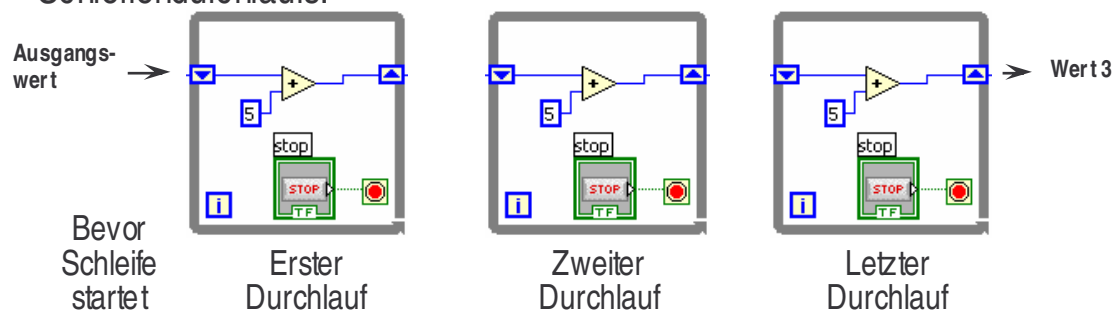 Schleifendurchlaufs.
Ausgangs-
wert
Wert 3
+
5
stop
STOP
TF
i
+
5
stop
STOP
TF
i
+
5
stop
STOP
TF
i
Bevor
Schleife
startet
Erster
Durchlauf
Zweiter
Durchlauf
Letzter
Durchlauf